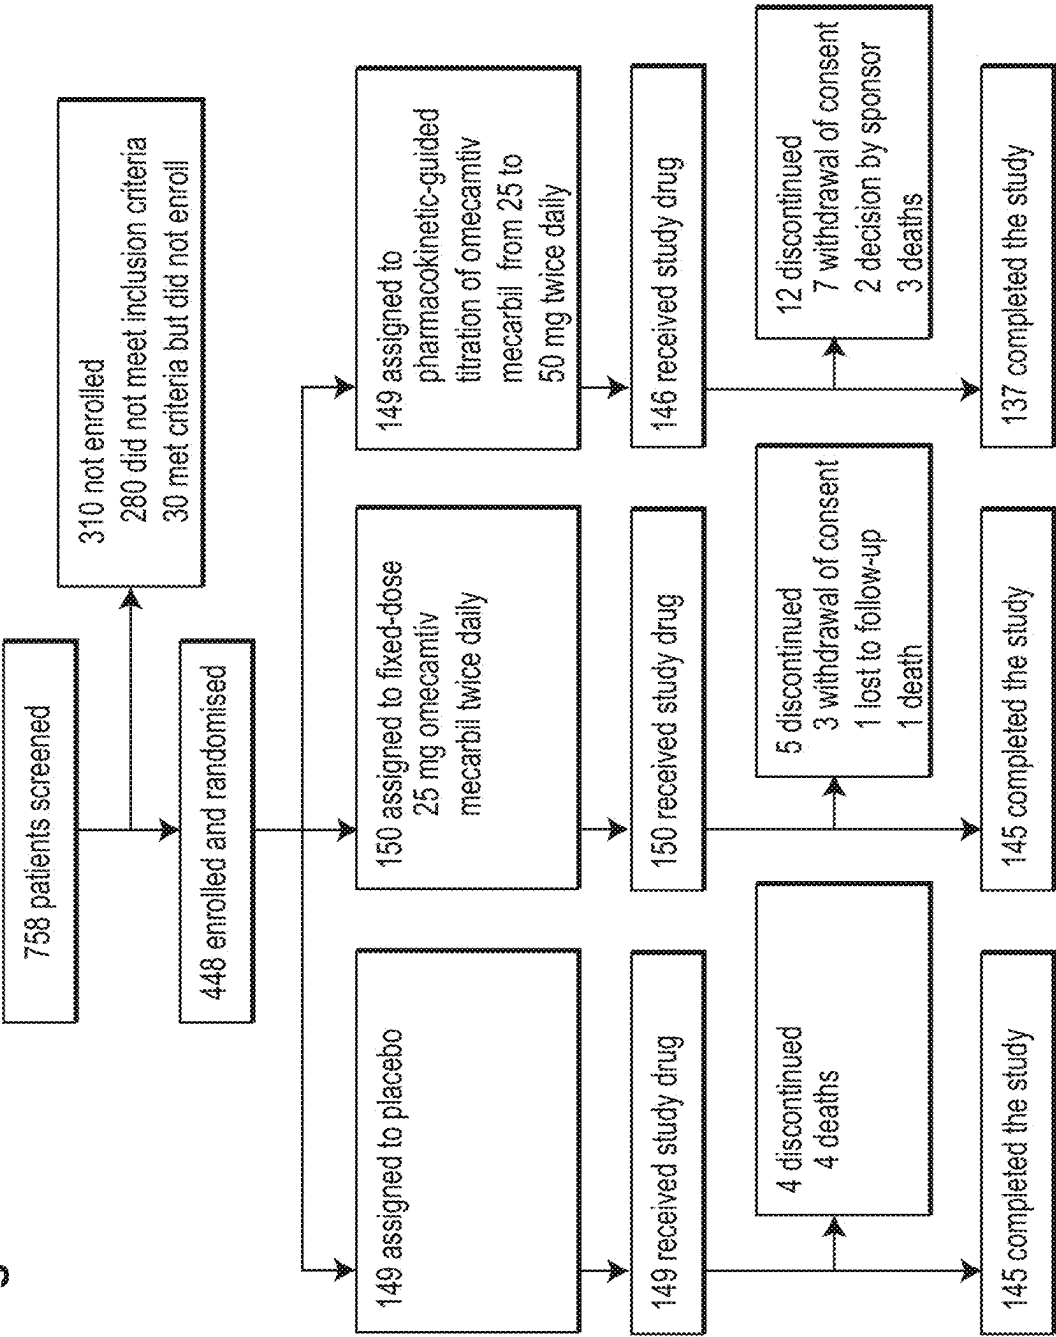 758 patients screened
310 not enrolled
280 did not meet inclusion criteria
30 met criteria but did not enroll
448 enrolled and randomised
149 assigned to placebo
150 assigned to fixed-dose
25 mg omecamtiv
mecarbil twice daily
149 assigned to
pharmacokinetic-guided
titration of omecamtiv
mecarbil from 25 to
50 mg twice daily
149 received study drug
150 received study drug
146 received study drug
4 discontinued
4 deaths
5 discontinued
3 withdrawal of consent
1 lost to follow-up
1 death
12 discontinued
7 withdrawal of consent
2 decision by sponsor
3 deaths
145 completed the study
145 completed the study
137 completed the study